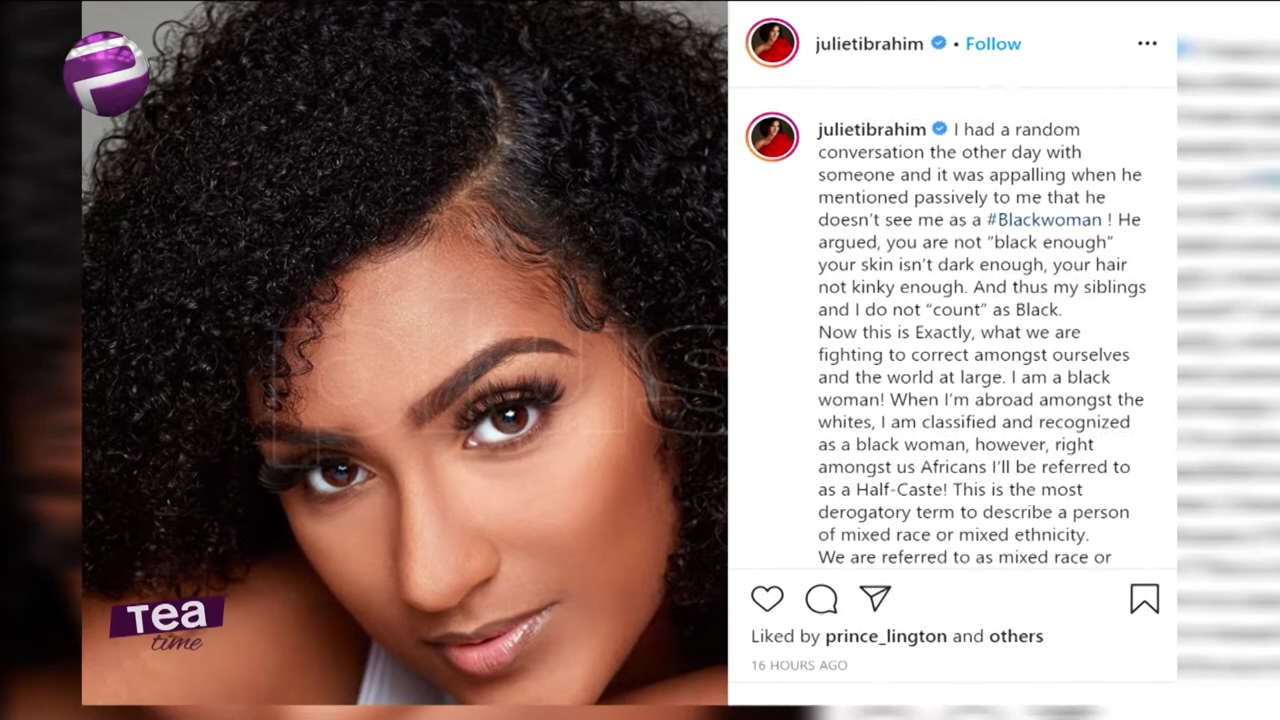 julietibrahim • Follow
julietibrahim I had a random
conversation the other day with
someone and it was appalling when he
mentioned passively to me that he
doesn't see me as a #Blackwoman ! He
argued, you are not “black enough”
your skin isn't dark enough, your hair
not kinky enough. And thus my siblings
and I do not “count” as Black.
Now this is Exactly, what we are
fighting to correct amongst ourselves
and the world at large. I am a black
woman! When I'm abroad amongst the
whites, I am classified and recognized
as a black woman, however, right
amongst us Africans I'll be referred to
as a Half-Caste! This is the most
derogatory term to describe a person
of mixed race or mixed ethnicity.
We are referred to as mixed race or
Liked by prince_lington and others
16 HOURS AGO
Tea
time